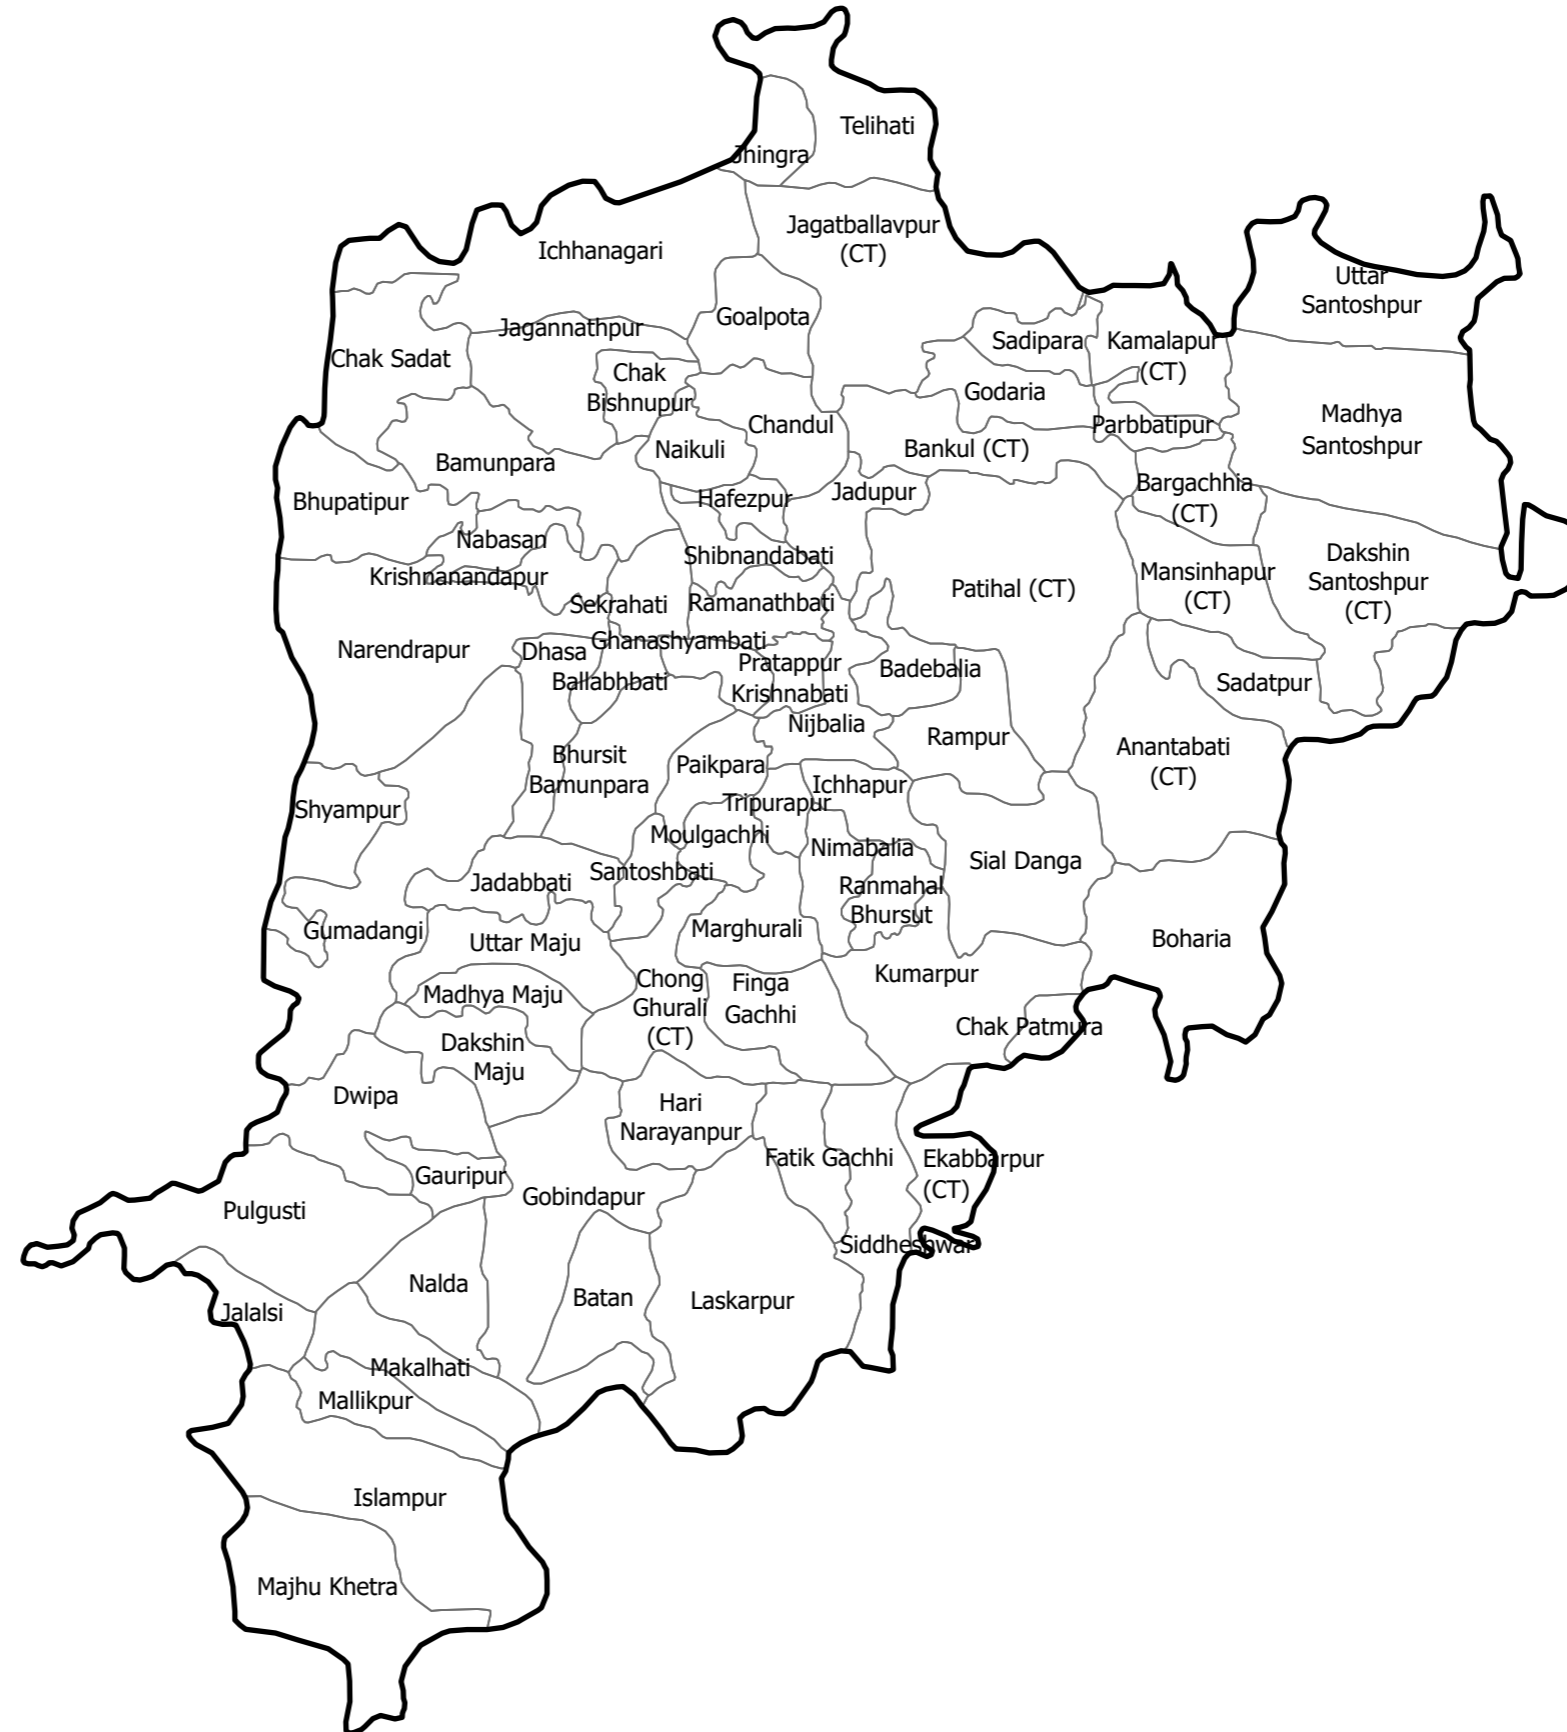 Telihati
Jhingra
Jagatballavpur
(CT)
Ichhanagari
Uttar
Santoshpur
Goalpota
Jagannathpur
Sadipara
Kamalapur
(CT)
Chak Sadat
Chak
Bishnupur
Godaria
Madhya
Santoshpur
Chandul
Parbbatipur
Bankul (CT)
Naikuli
Bamunpara
Bargachhia
(CT)
Jadupur
Hafezpur
Bhupatipur
Nabasan
Shibnandabati
Dakshin
Santoshpur
(CT)
Krishnanandapur
Mansinhapur
(CT)
Patihal (CT)
Sekrahati
Ramanathbati
Ghanashyambati
Narendrapur
Dhasa
Pratappur
Badebalia
Ballabhbati
Krishnabati
Sadatpur
Nijbalia
Rampur
Anantabati
(CT)
Bhursit
Bamunpara
Paikpara
Ichhapur
Tripurapur
Shyampur
Moulgachhi
Nimabalia
Sial Danga
Santoshbati
Jadabbati
Ranmahal
Bhursut
Gumadangi
Marghurali
Uttar Maju
Boharia
Kumarpur
Chong
Ghurali
(CT)
Finga
Gachhi
Madhya Maju
Chak Patmura
Dakshin
Maju
Dwipa
Hari
Narayanpur
Fatik Gachhi
Ekabbarpur
(CT)
Gauripur
Gobindapur
Pulgusti
Siddheshwar
Nalda
Batan
Laskarpur
Jalalsi
Makalhati
Mallikpur
Islampur
Majhu Khetra